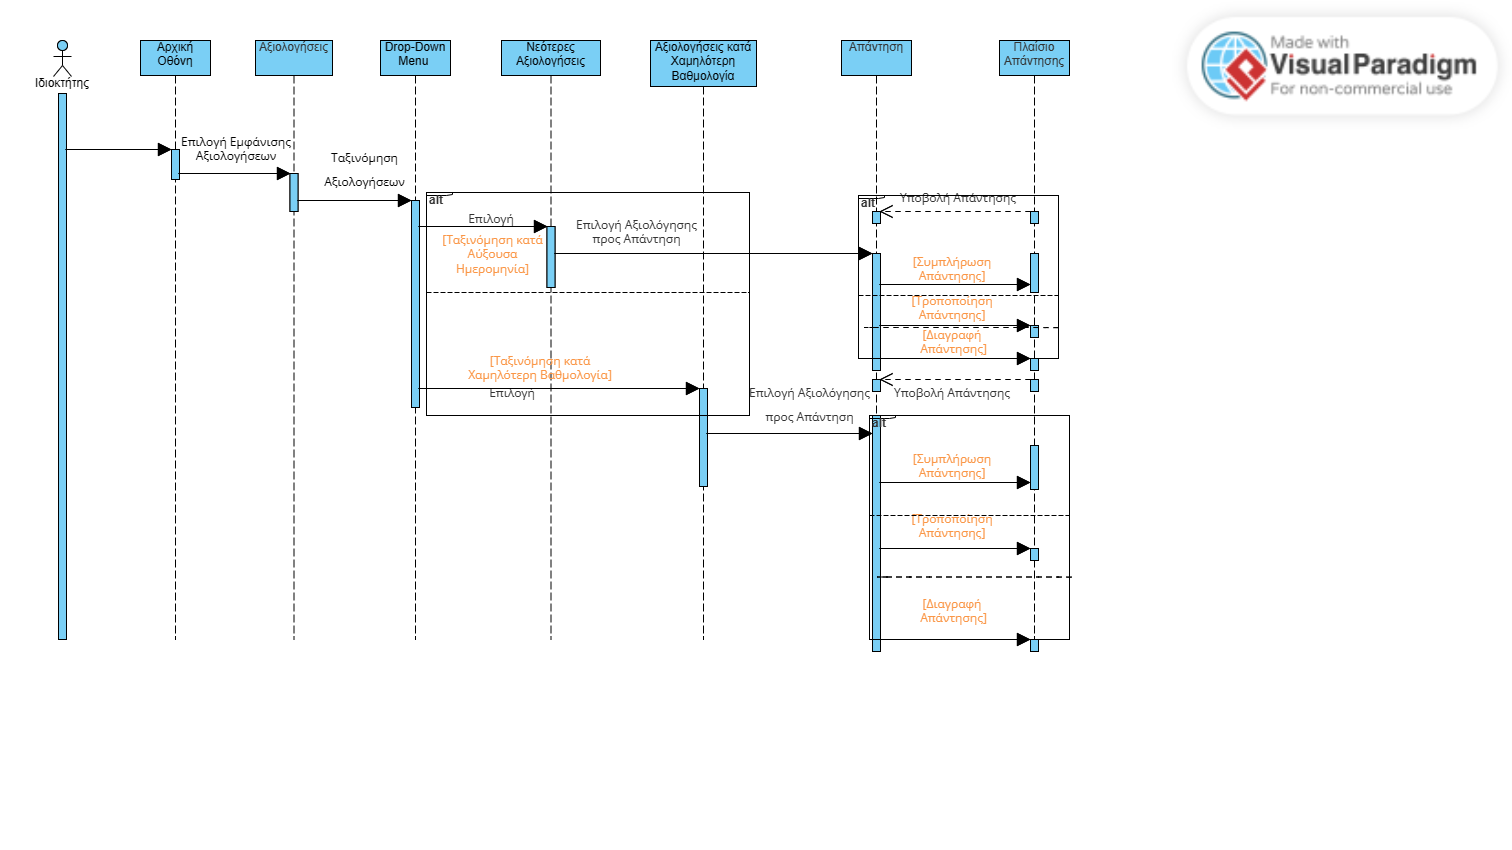 Ιδιοκτήτης
Αρχική
Οθόνη
Αξιολογήσεις
Drop-Down
Menu
Νεότερες
Αξιολογήσεις
Αξιολογήσεις κατά
Χαμηλότερη
Βαθμολογία
Απάντηση
Πλαίσιο
Απάντησης
Made with
Visual Paradigm
For non-commercial use
Επιλογή Εμφάνισης
Αξιολογήσεων
Ταξινόμηση
Αξιολογήσεων
alt
Επιλογή
[Ταξινόμηση κατά
Αύξουσα
Ημερομηνία]
Επιλογή Αξιολόγησης
προς Απάντηση
alt
Υποβολή Απάντησης
[Συμπλήρωση
Απάντησης]
[Τροποποίηση
Απάντησης]
[Διαγραφή
Απάντησης]
[Ταξινόμηση κατά
Χαμηλότερη Βαθμολογία]
Επιλογή
Επιλογή Αξιολόγησης
προς Απάντηση
Υποβολή Απάντησης
alt
[Συμπλήρωση
Απάντησης]
[Τροποποίηση
Απάντησης]
[Διαγραφή
Απάντησης]